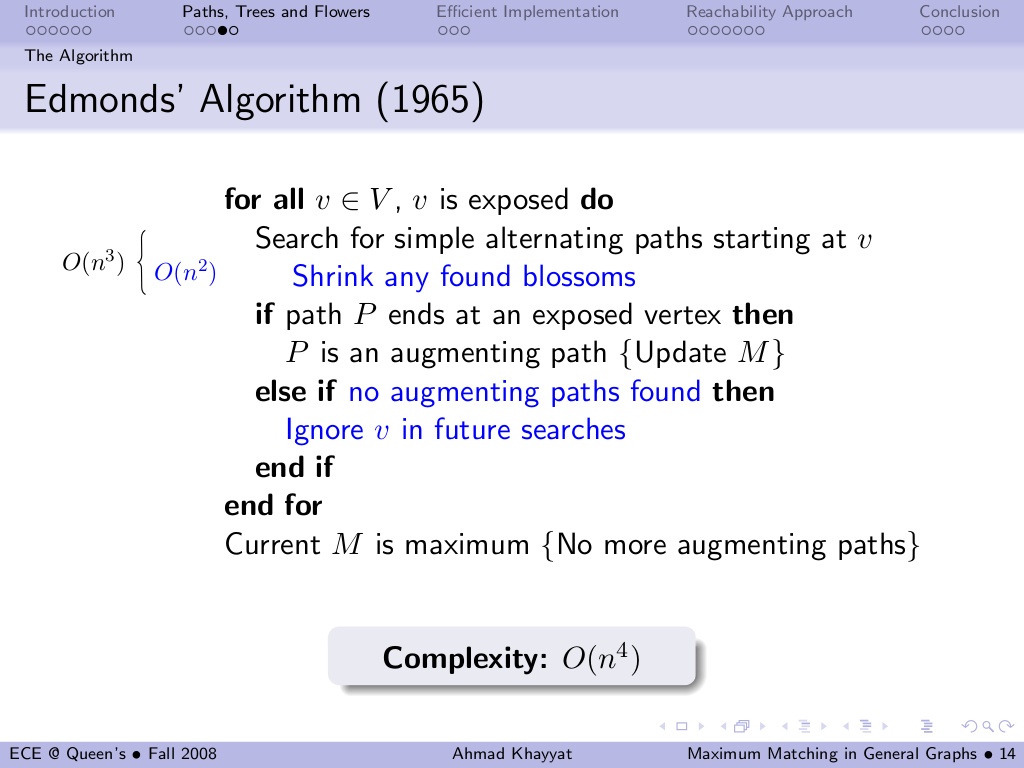 Introduction Paths, Trees and Flowers Efficient Implementation Reachability Approach Conclusion
The Algorithm
Edmonds' Algorithm (1965)
for all v ∈ V, v is exposed do
Search for simple alternating paths starting at v
O(n³) { O(n²) Shrink any found blossoms
if path P ends at an exposed vertex then
P is an augmenting path {Update M}
else if no augmenting paths found then
Ignore v in future searches
end if
end for
Current M is maximum {No more augmenting paths}
Complexity: O(n⁴)
ECE @ Queen's • Fall 2008 Ahmad Khayyat Maximum Matching in General Graphs • 14